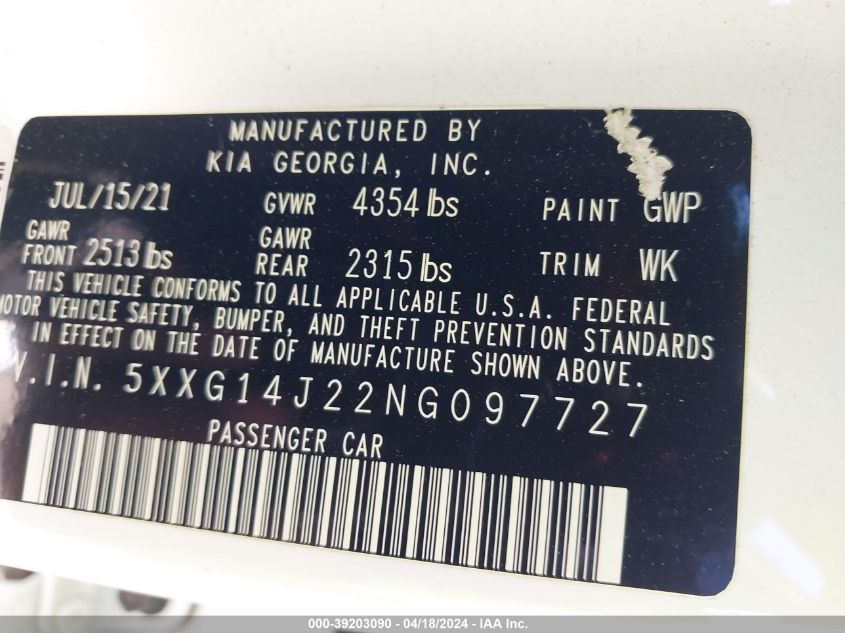 MANUFACTURED BY
KIA GEORGIA, INC.
JUL/15/21 GVWR 4354 lbs PAINT GWP
GAWR FRONT 2513 lbs GAWR REAR 2315 lbs TRIM WK
THIS VEHICLE CONFORMS TO ALL APPLICABLE U.S.A. FEDERAL
MOTOR VEHICLE SAFETY, BUMPER, AND THEFT PREVENTION STANDARDS
IN EFFECT ON THE DATE OF MANUFACTURE SHOWN ABOVE.
V.I.N. 5XXG14J22NG097727
PASSENGER CAR
000-39203090 - 04/18/2024 - IAA Inc.